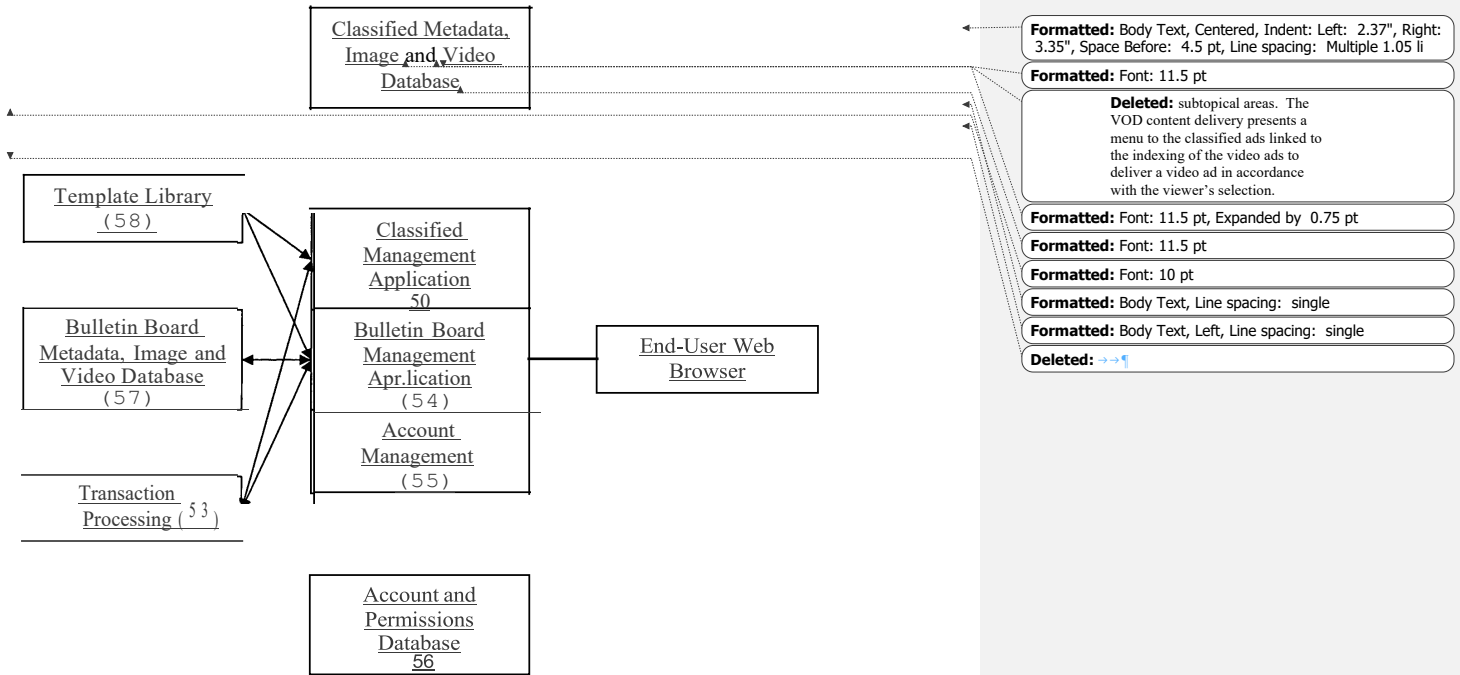 Classified Metadata,
Image and Video
Database
Template Library
(58)
Classified
Management
Application
50
Bulletin Board
Metadata, Image and
Video Database
(57)
Bulletin Board
Management
Apr.lication
(54)
End-User Web
Browser
Account
Management
(55)
Transaction
Processing (53)
Account and
Permissions
Database
56
Formatted: Body Text, Centered, Indent: Left: 2.37", Right:
3.35", Space Before: 4.5 pt, Line spacing: Multiple 1.05 li
Formatted: Font: 11.5 pt
Deleted: subtopical areas. The
VOD content delivery presents a
menu to the classified ads linked to
the indexing of the video ads to
deliver a video ad in accordance
with the viewer's selection.
Formatted: Font: 11.5 pt, Expanded by 0.75 pt
Formatted: Font: 11.5 pt
Formatted: Font: 10 pt
Formatted: Body Text, Line spacing: single
Formatted: Body Text, Left, Line spacing: single
Deleted: →→¶